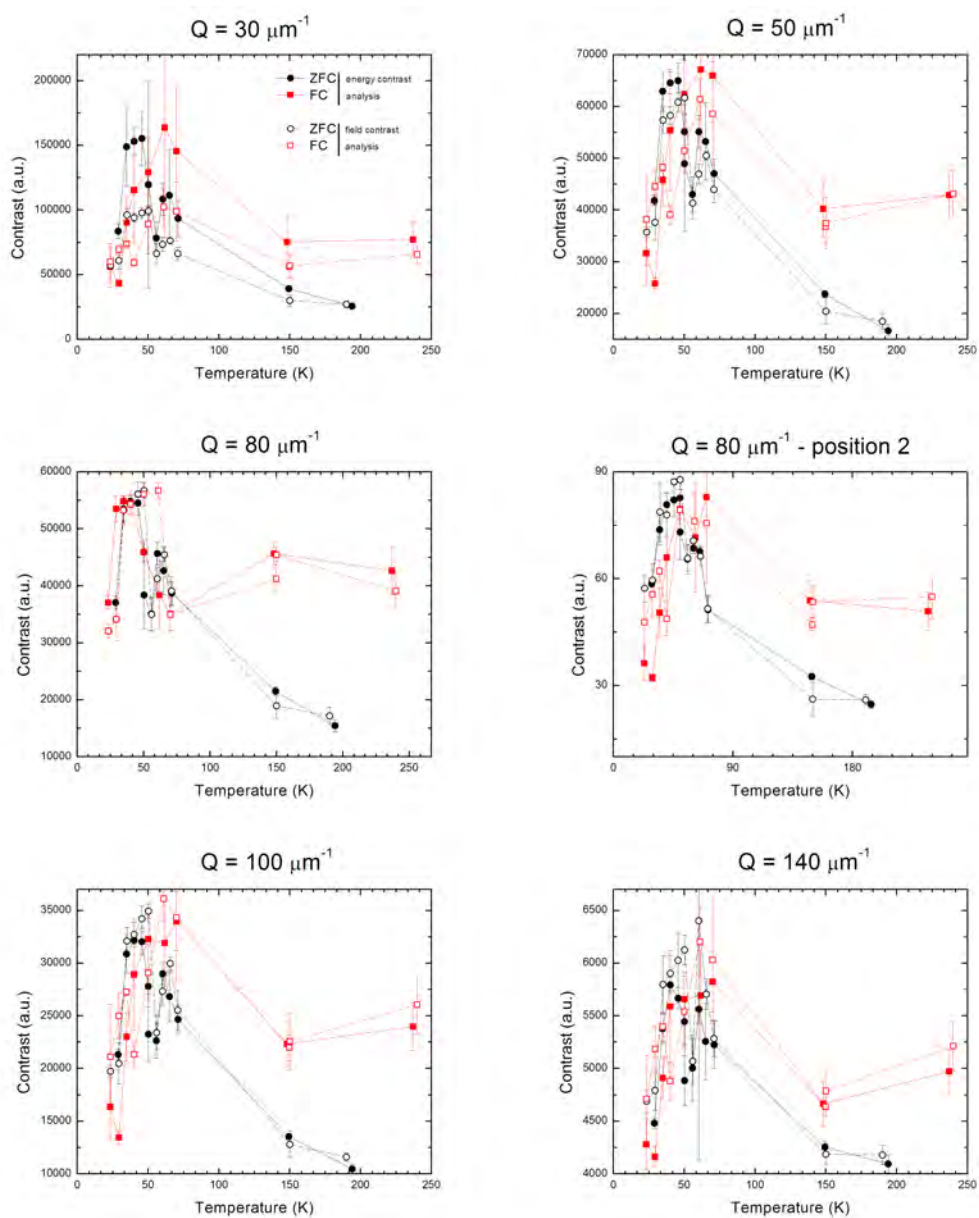 Q = 30 μm⁻¹
Contrast (a.u.)
200000
150000
100000
50000
0
ZFC energy contrast
FC analysis
ZFC field contrast
FC analysis
0 50 100 150 200 250
Temperature (K)
Q = 50 μm⁻¹
Contrast (a.u.)
70000
60000
50000
40000
30000
20000
0 50 100 150 200 250
Temperature (K)
Q = 80 μm⁻¹
Contrast (a.u.)
60000
50000
40000
30000
20000
10000
0 50 100 150 200 250
Temperature (K)
Q = 80 μm⁻¹ - position 2
Contrast (a.u.)
90
60
30
0 90 180
Temperature (K)
Q = 100 μm⁻¹
Contrast (a.u.)
35000
30000
25000
20000
15000
10000
0 50 100 150 200 250
Temperature (K)
Q = 140 μm⁻¹
Contrast (a.u.)
6500
6000
5500
5000
4500
4000
0 50 100 150 200 250
Temperature (K)